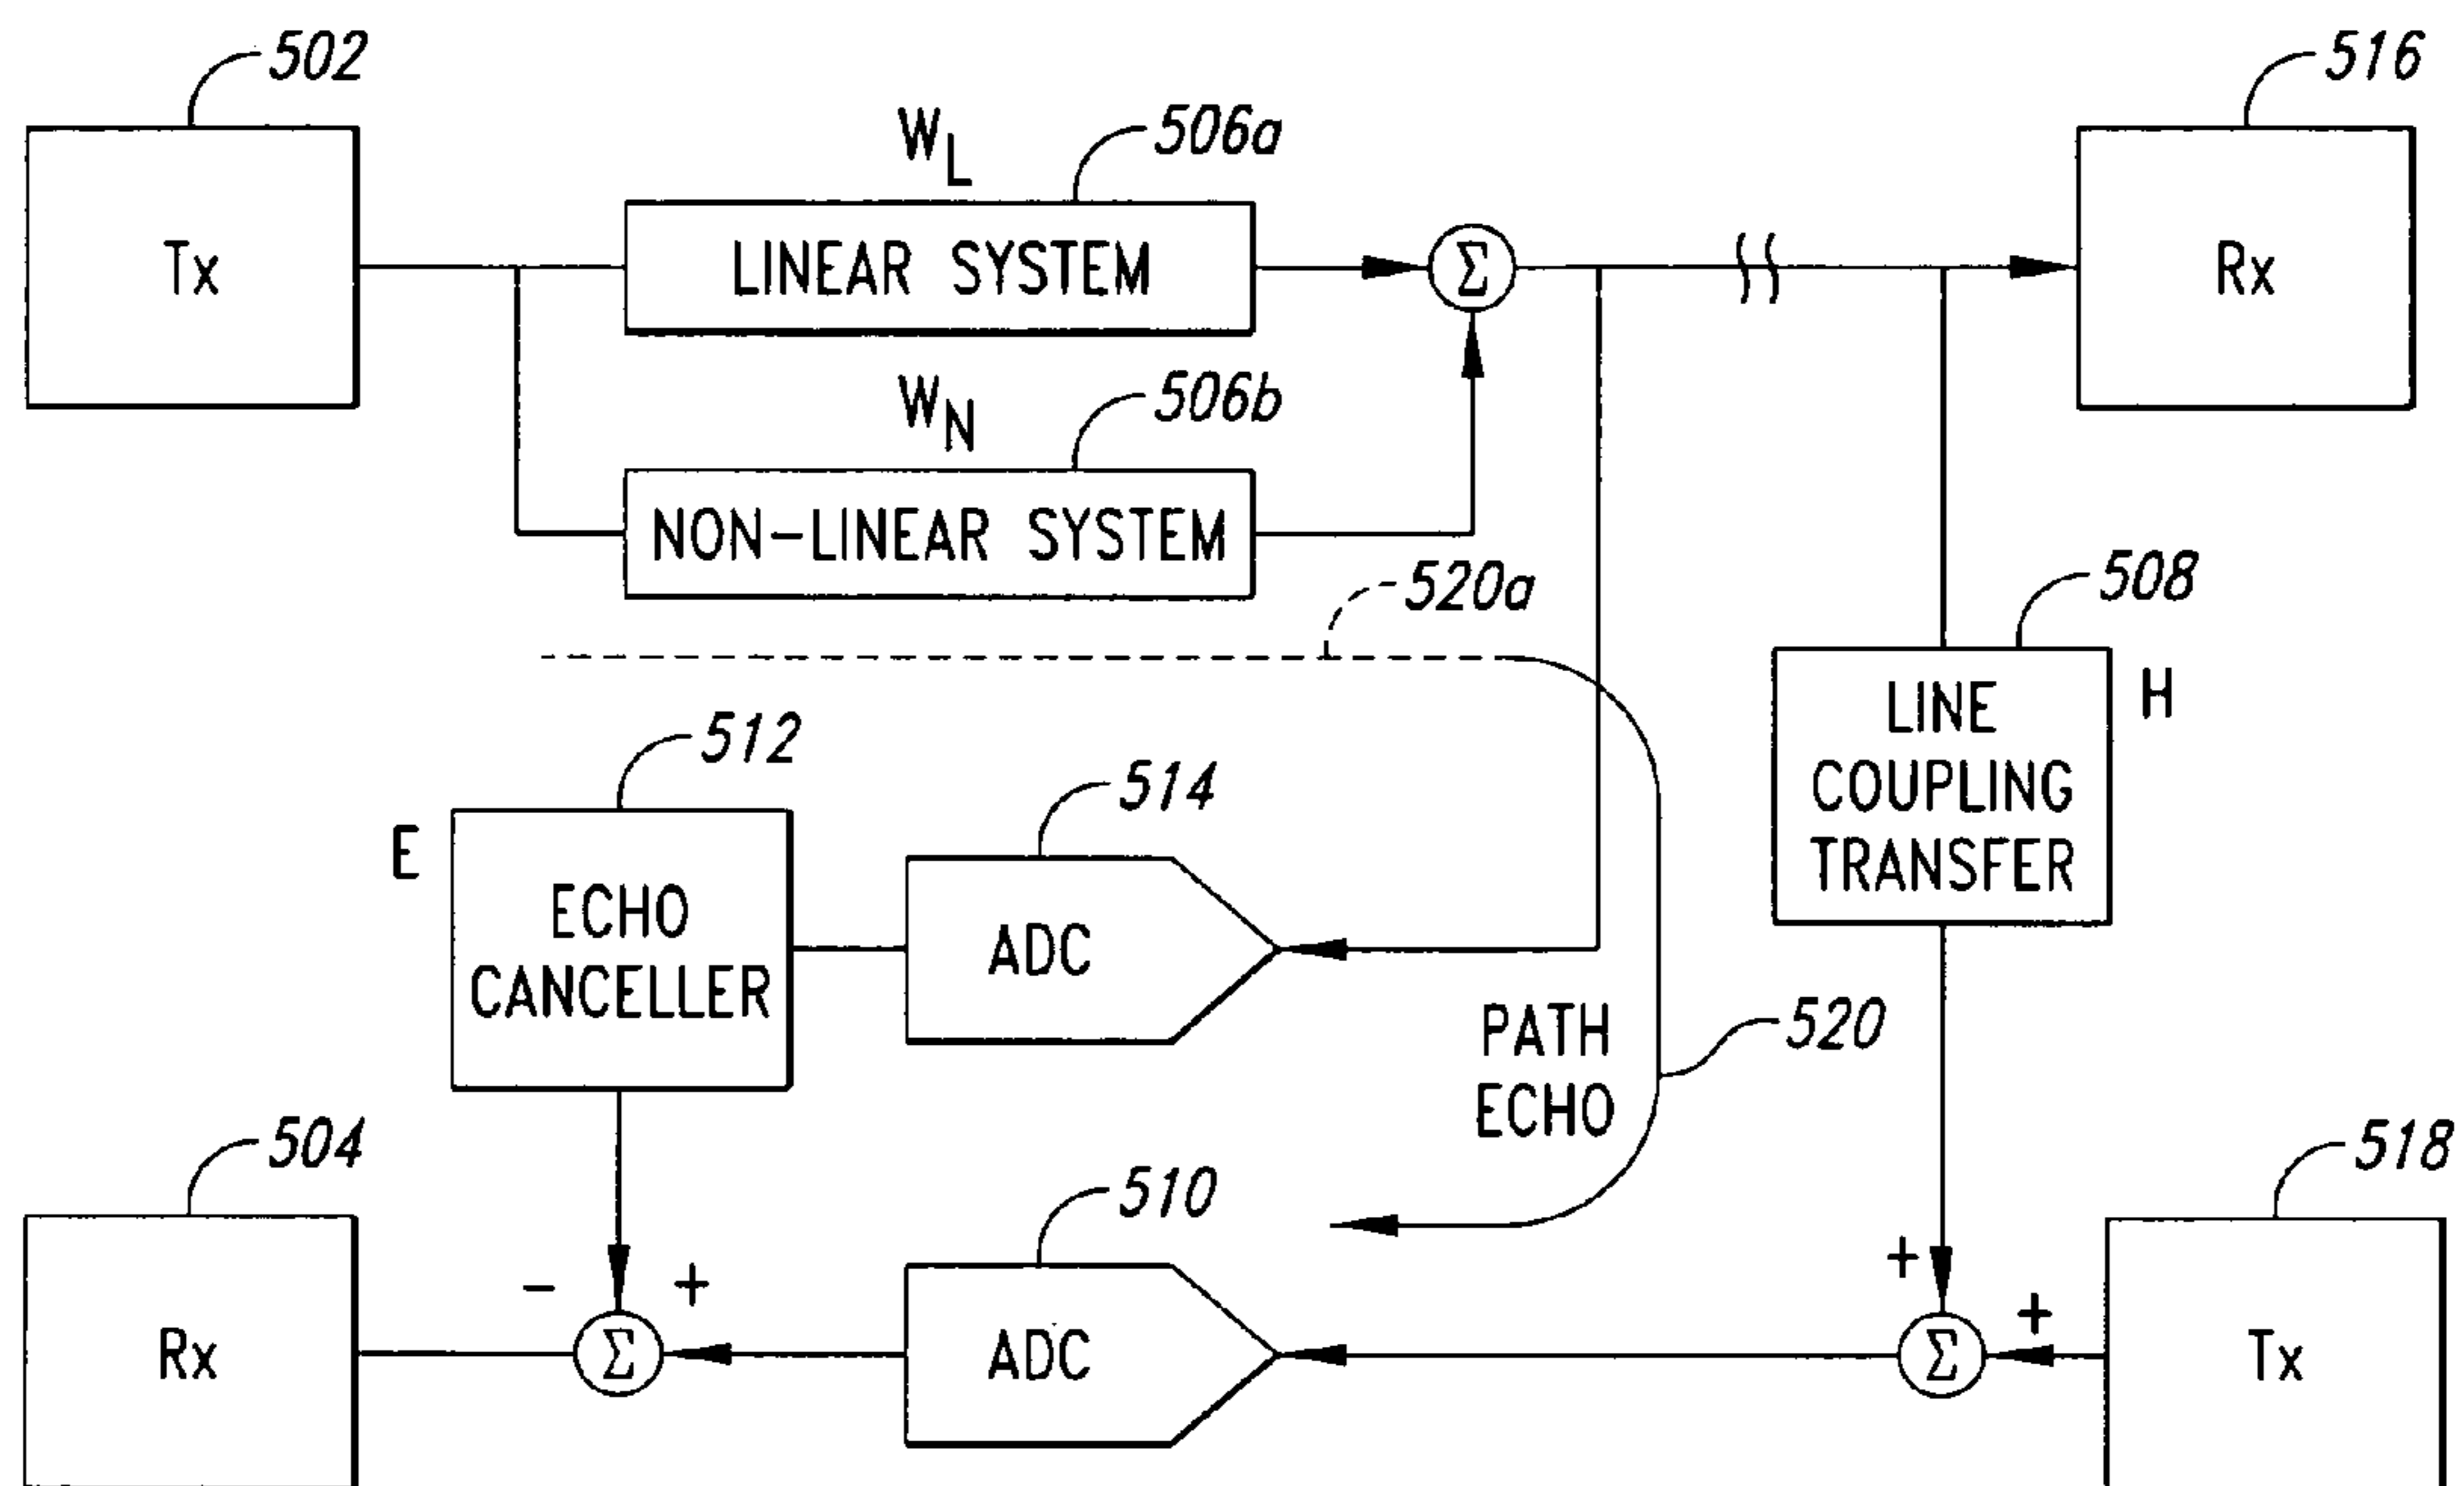 502
516
W_L
506a
Tx
LINEAR SYSTEM
Σ
Rx
W_N
506b
NON-LINEAR SYSTEM
520a
508
LINE
COUPLING
TRANSFER
H
512
514
E
ECHO
CANCELLER
ADC
PATH
ECHO
520
504
510
518
Rx
-
+
Σ
ADC
+
+
Σ
Tx